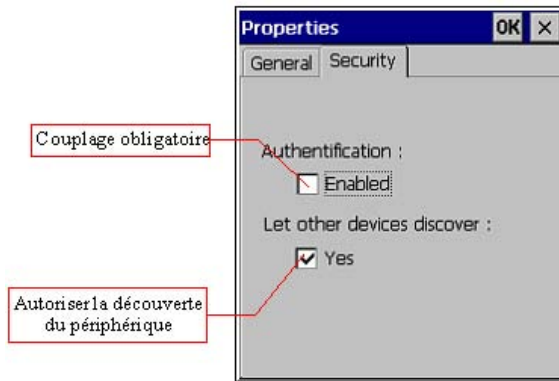 Properties OK ×
General Security
Couplage obligatoire
Authentification :
Enabled
Let other devices discover :
Yes
Autoriser la découverte
du périphérique